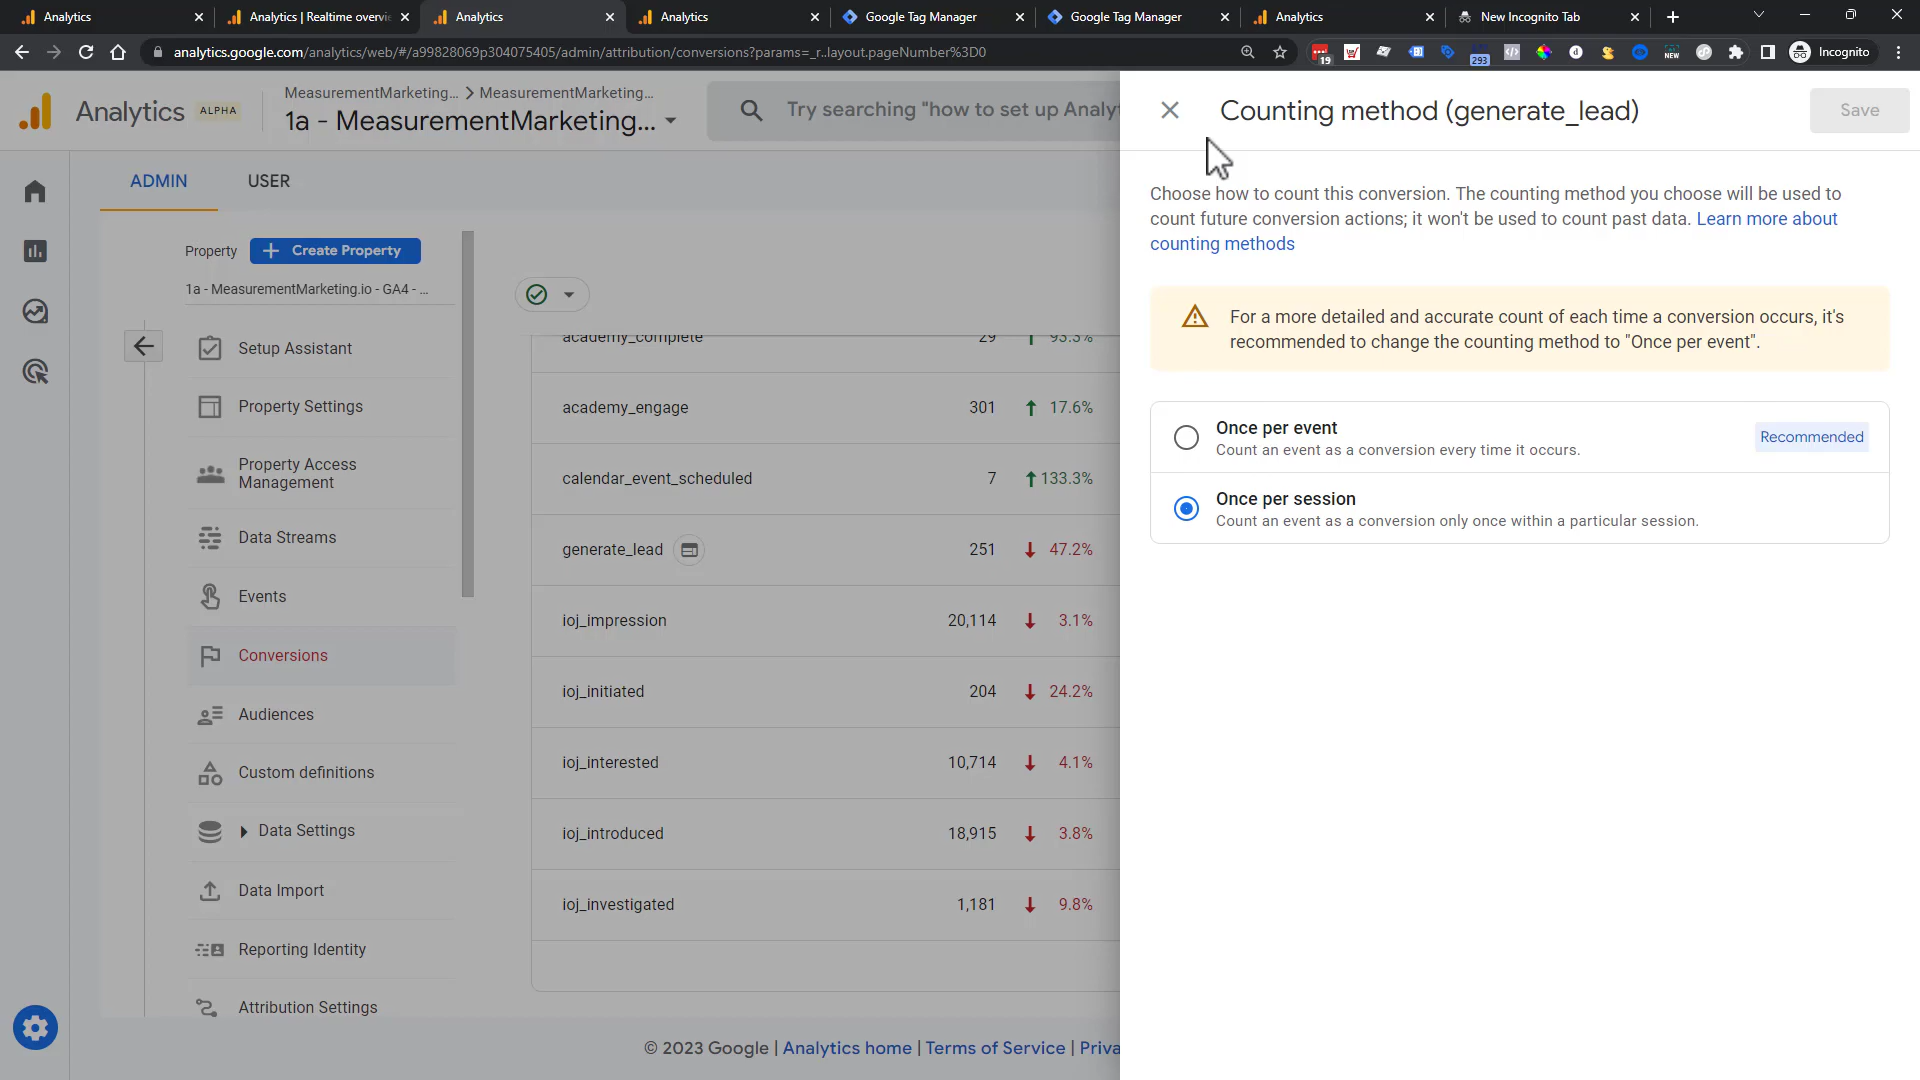 Analytics
Analytics | Realtime overvie
Analytics
Analytics
Google Tag Manager
Google Tag Manager
Analytics
New Incognito Tab
analytics.google.com/analytics/web/#/a99828069p304075405/admin/attribution/conversions?params=_r..layout.pageNumber%3D0
19
293
NEW
Incognito
Analytics ALPHA
MeasurementMarketing... > MeasurementMarketing...
1a - MeasurementMarketing...
Try searching "how to set up Analyt
ADMIN
USER
Property
Create Property
1a - MeasurementMarketing.io - GA4 - ...
Setup Assistant
Property Settings
Property Access
Management
Data Streams
Events
Conversions
Audiences
Custom definitions
Data Settings
Data Import
Reporting Identity
Attribution Settings
academy_complete 29 93.3%
academy_engage 301 17.6%
calendar_event_scheduled 7 133.3%
generate_lead 251 47.2%
ioj_impression 20,114 3.1%
ioj_initiated 204 24.2%
ioj_interested 10,714 4.1%
ioj_introduced 18,915 3.8%
ioj_investigated 1,181 9.8%
© 2023 Google | Analytics home | Terms of Service | Priva
Counting method (generate_lead)
Save
Choose how to count this conversion. The counting method you choose will be used to
count future conversion actions; it won't be used to count past data. Learn more about
counting methods
For a more detailed and accurate count of each time a conversion occurs, it's
recommended to change the counting method to "Once per event".
Once per event
Count an event as a conversion every time it occurs.
Recommended
Once per session
Count an event as a conversion only once within a particular session.